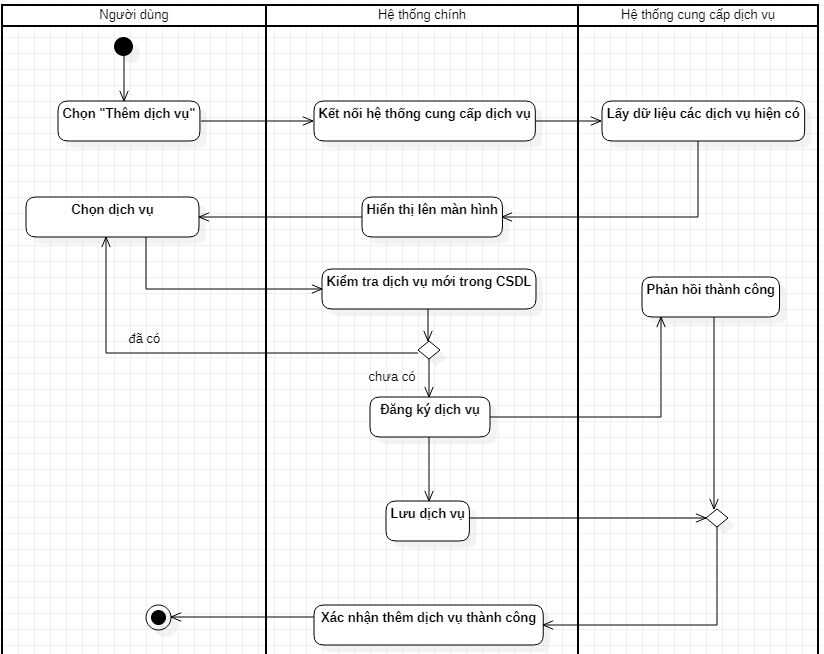 Người dùng
Hệ thống chính
Hệ thống cung cấp dịch vụ
Chọn "Thêm dịch vụ"
Kết nối hệ thống cung cấp dịch vụ
Lấy dữ liệu các dịch vụ hiện có
Chọn dịch vụ
Hiển thị lên màn hình
Kiểm tra dịch vụ mới trong CSDL
Phản hồi thành công
đã có
chưa có
Đăng ký dịch vụ
Lưu dịch vụ
Xác nhận thêm dịch vụ thành công